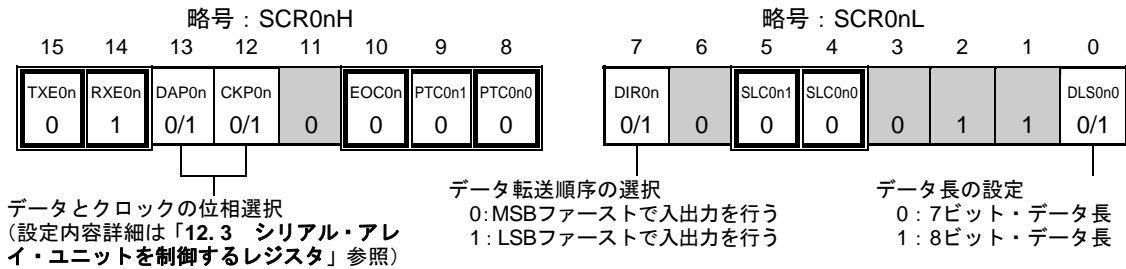 略号：SCR0nH
略号：SCR0nL
15 14 13 12 11 10 9 8
7 6 5 4 3 2 1 0
TXE0n RXE0n DAP0n CKP0n EOC0n PTC0n1 PTC0n0
DIR0n SLC0n1 SLC0n0 DLS0n0
0 1 0/1 0/1 0 0 0 0
0/1 0 0 0 0 1 1 0/1
データとクロックの位相選択
（設定内容詳細は「12. 3 シリアル・アレ
イ・ユニットを制御するレジスタ」参照）
データ転送順序の選択
0:MSBファーストで入出力を行う
1:LSBファーストで入出力を行う
データ長の設定
0：7ビット・データ長
1：8ビット・データ長